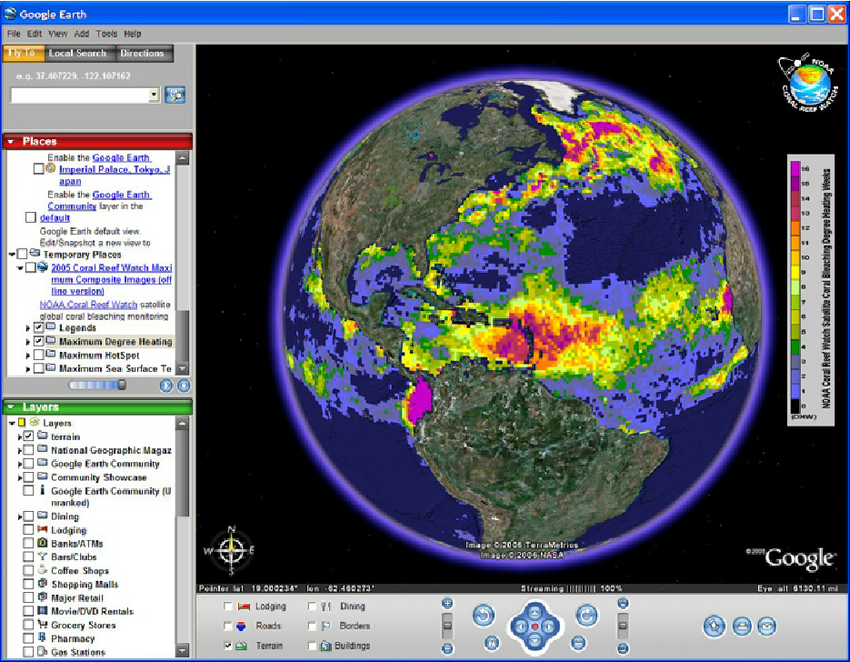 Google Earth
File Edit View Add Tools Help
Fly To Local Search Directions
e.q. 37.407229, -122.107162
Places
Enable the Google Earth
Imperial Palace, Tokyo, J
apan
Enable the Google Earth
Community layer in the
default
Google Earth default view.
Edit/Snapshot a new view to
Temporary Places
2005 Coral Reef Watch Maxi
mum Composite Images (off
line version)
NOAA Coral Reef Watch satellite
global coral bleaching monitoring
Legends
Maximum Degree Heating
Maximum HotSpot
Maximum Sea Surface Te
Layers
Layers
terrain
National Geographic Magaz
Google Earth Community
Community Showcase
Google Earth Community (U
nranked)
Dining
Lodging
Banks/ATMs
Bars/Clubs
Coffee Shops
Shopping Malls
Major Retail
Movie/DVD Rentals
Grocery Stores
Pharmacy
Gas Stations
NOAA
CORAL REEF WATCH
16
15
14
13
12
11
10
9
8
7
6
5
4
3
2
1
0
(DHW)
NOAA Coral Reef Watch Satellite Coral Bleaching Degree Heating Weeks
N
W E
S
Image © 2006 TerraMetrics
Image © 2006 NASA
© 2005 Google
Pointer lat 19.000234° lon -62.460273° Streaming |||||||||| 100% Eye alt 6130.11 mi
Lodging Dining
Roads Borders
Terrain Buildings